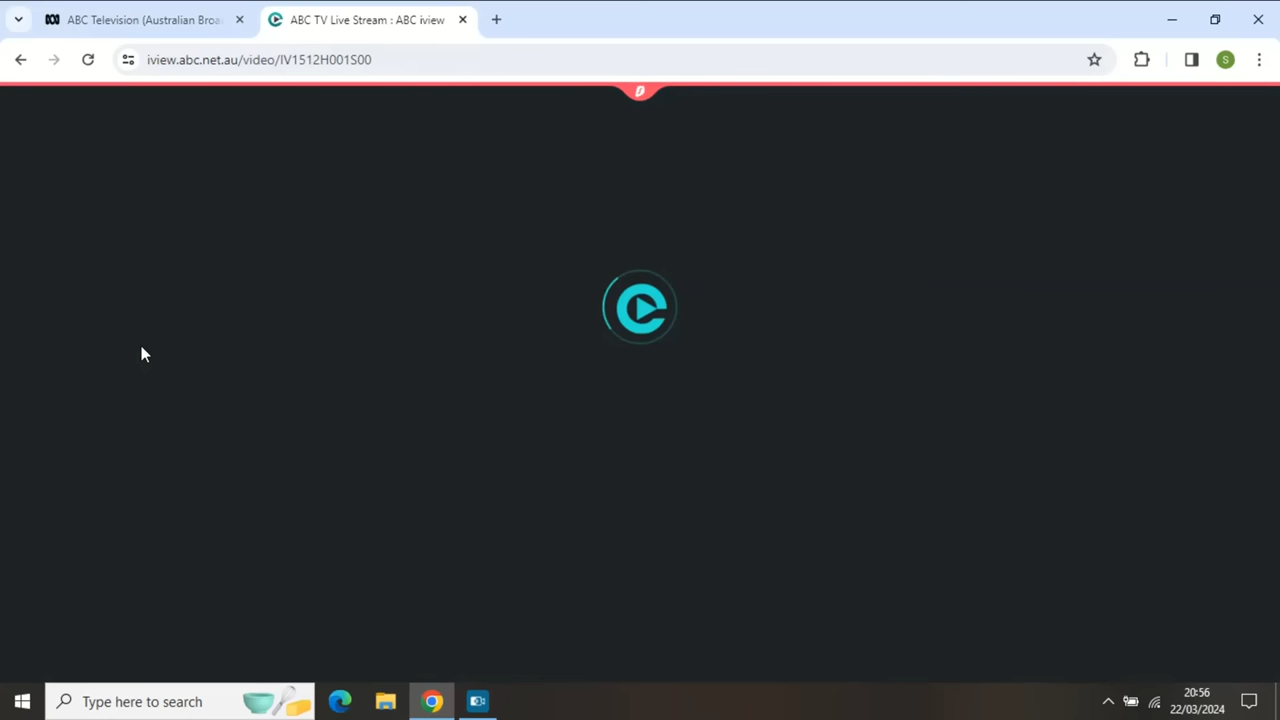 ABC Television (Australian Broa
ABC TV Live Stream : ABC iview
iview.abc.net.au/video/IV1512H001S00
S
Type here to search
20:56
22/03/2024